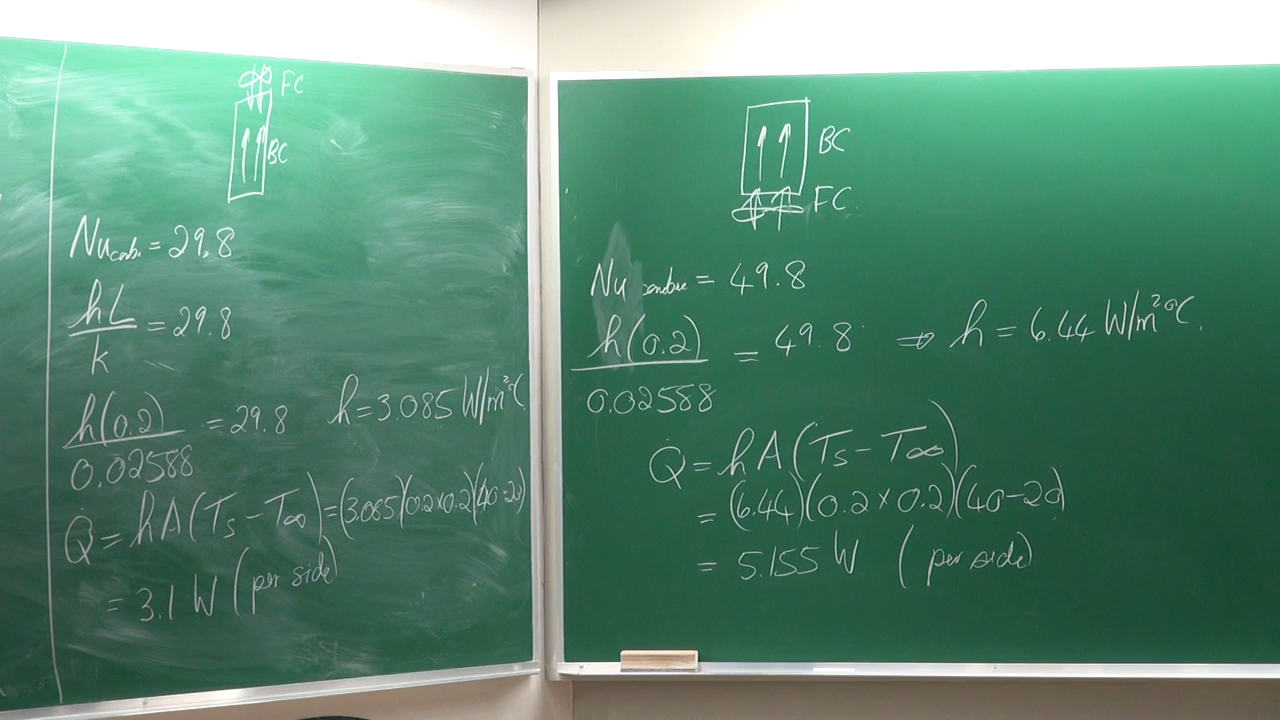 FC
BC
Nu comb. = 29.8
hL/k = 29.8
h(0.2)/0.02588 = 29.8 h = 3.085 W/m²°C
Q̇ = hA(Ts − T∞) = (3.085)(0.2×0.2)(40−20)
= 3.1 W (per side)
BC
FC
Nu combine = 49.8
h(0.2)/0.02588 = 49.8 ⇒ h = 6.44 W/m²°C.
Q̇ = hA(Ts − T∞)
= (6.44)(0.2×0.2)(40−20)
= 5.155 W (per side)